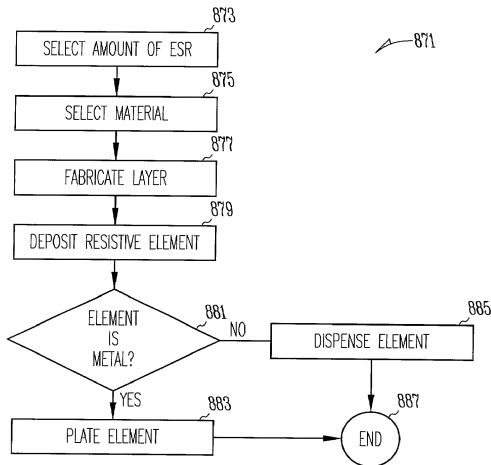 873
SELECT AMOUNT OF ESR
871
875
SELECT MATERIAL
877
FABRICATE LAYER
879
DEPOSIT RESISTIVE ELEMENT
881
ELEMENT
IS
METAL?
NO
885
DISPENSE ELEMENT
YES
883
PLATE ELEMENT
887
END